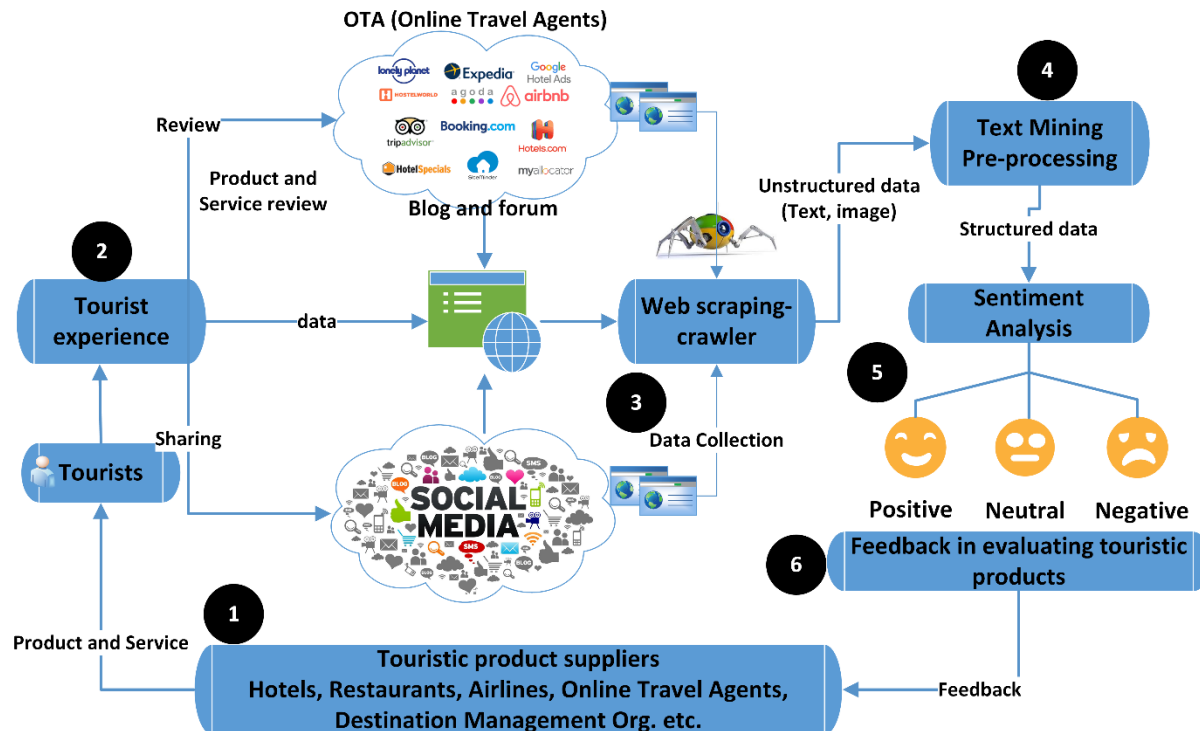 OTA (Online Travel Agents)
lonely planet
Expedia
Google
Hotel Ads
HOSTELWORLD
agoda
airbnb
tripadvisor
Booking.com
Hotels.com
HotelSpecials
SiteMinder
myallocator
Blog and forum
Review
Product and
Service review
2
Tourist
experience
data
Sharing
Tourists
SOCIAL
MEDIA
BLOG
SMS
BLOG
BLOG
SMS
Web scraping-
crawler
3
Data Collection
Unstructured data
(Text, image)
4
Text Mining
Pre-processing
Structured data
Sentiment
Analysis
5
Positive
Neutral
Negative
6
Feedback in evaluating touristic
products
Feedback
1
Product and Service
Touristic product suppliers
Hotels, Restaurants, Airlines, Online Travel Agents,
Destination Management Org. etc.